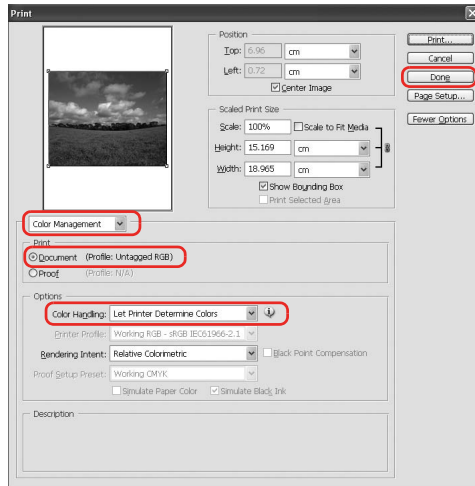 Print
Position
Top: 6.96 cm
Left: 0.72 cm
Center Image
Scaled Print Size
Scale: 100% Scale to Fit Media
Height: 15.169 cm
Width: 18.965 cm
Show Bounding Box
Print Selected Area
Print...
Cancel
Done
Page Setup...
Fewer Options
Color Management
Print
Document (Profile: Untagged RGB)
Proof (Profile: N/A)
Options
Color Handling: Let Printer Determine Colors
Printer Profile: Working RGB - sRGB IEC61966-2.1
Rendering Intent: Relative Colorimetric Black Point Compensation
Proof Setup Preset: Working CMYK
Simulate Paper Color Simulate Black Ink
Description